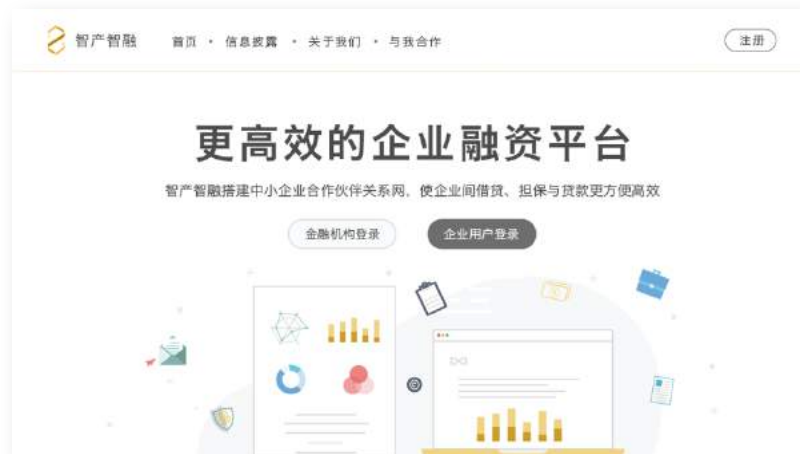 智产智融 首页 • 信息披露 • 关于我们 • 与我合作 注册
更高效的企业融资平台
智产智融搭建中小企业合作伙伴关系网，使企业间借贷、担保与贷款更方便高效
金融机构登录 企业用户登录